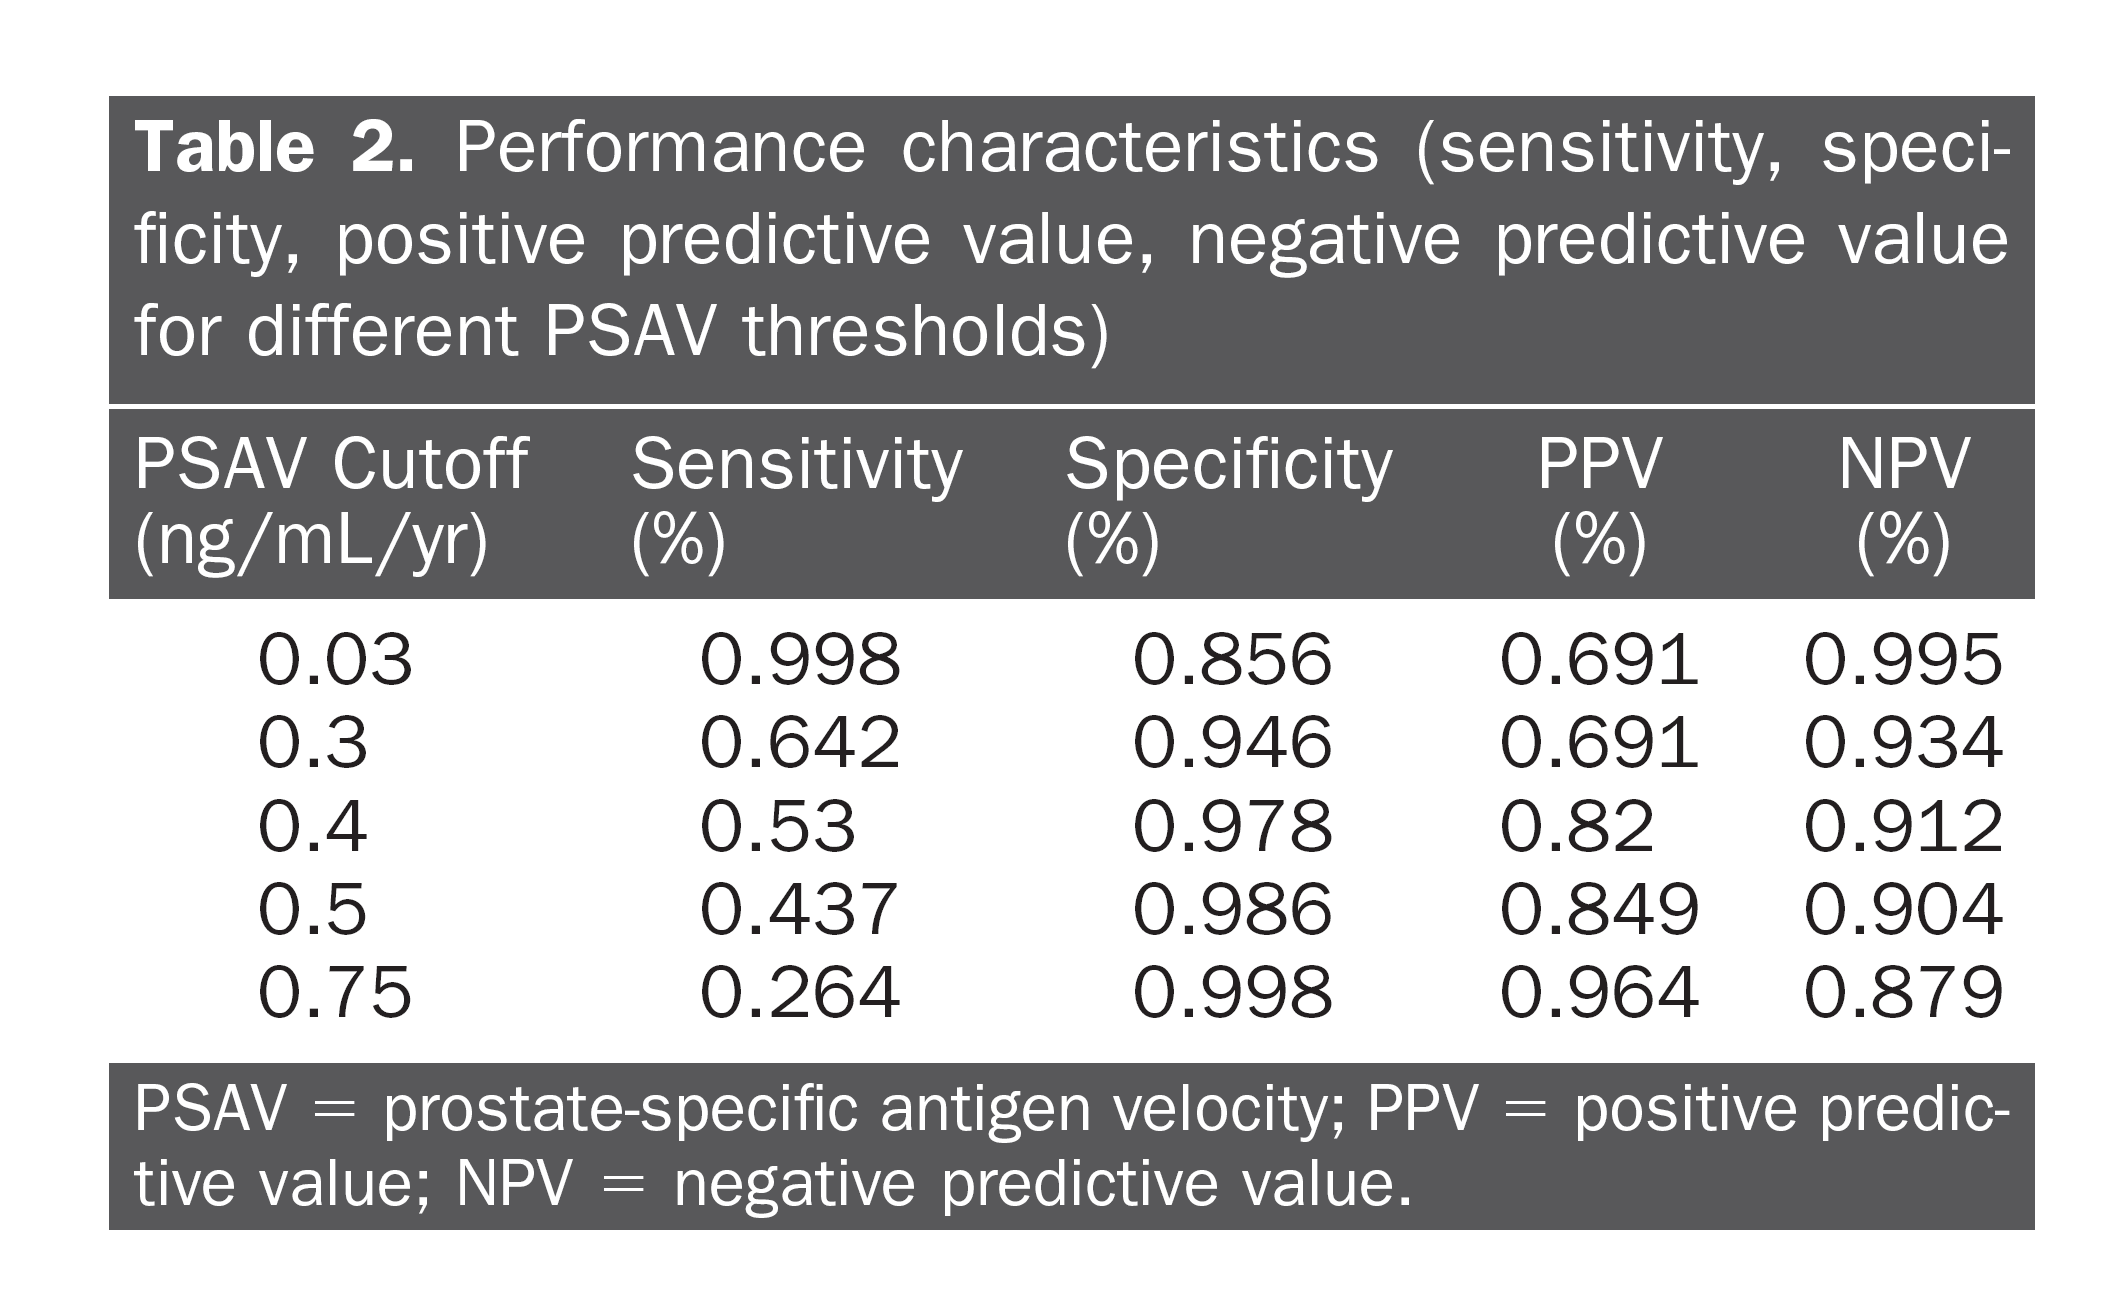 Table 2. Performance characteristics (sensitivity, speci-
ficity, positive predictive value, negative predictive value
for different PSAV thresholds)
PSAV Cutoff Sensitivity Specificity PPV NPV
(ng/mL/yr) (%) (%) (%) (%)
0.03 0.998 0.856 0.691 0.995
0.3 0.642 0.946 0.691 0.934
0.4 0.53 0.978 0.82 0.912
0.5 0.437 0.986 0.849 0.904
0.75 0.264 0.998 0.964 0.879
PSAV = prostate-specific antigen velocity; PPV = positive predic-
tive value; NPV = negative predictive value.